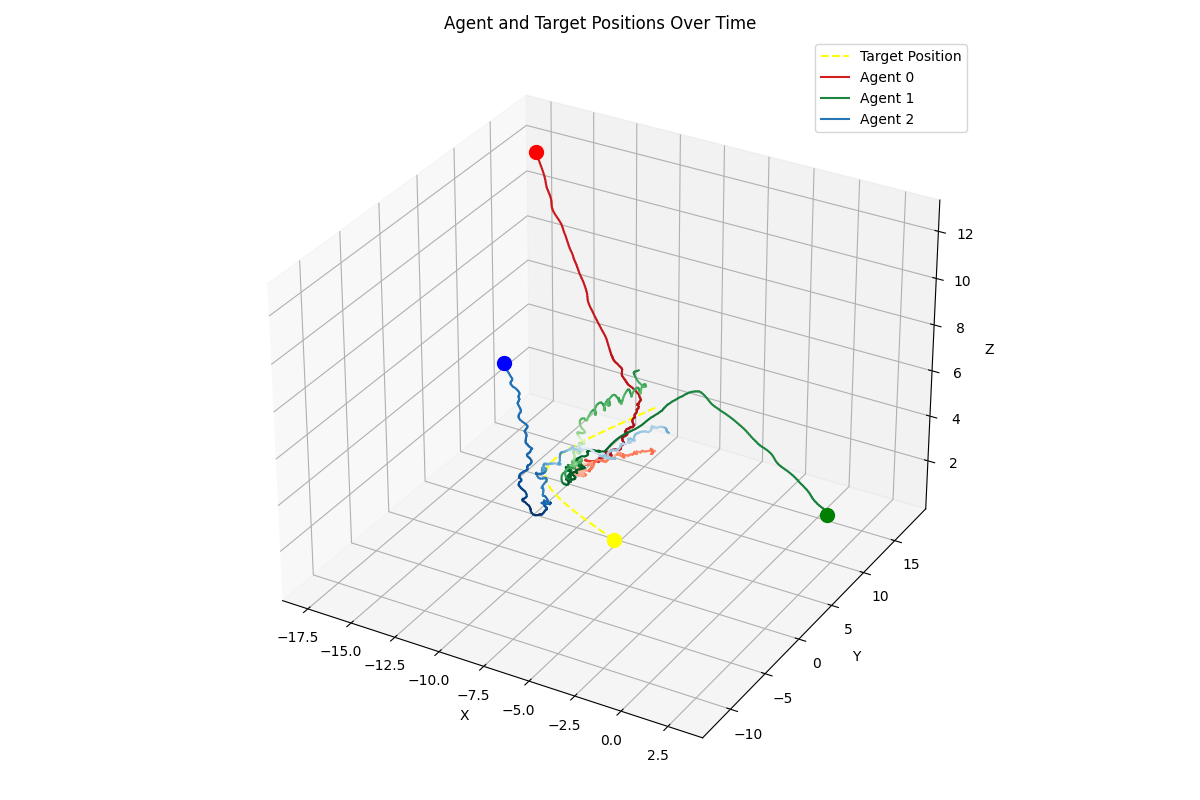 Agent and Target Positions Over Time
Target Position
Agent 0
Agent 1
Agent 2
12
10
8
6
4
2
Z
15
10
5
0
−5
−10
Y
−17.5
−15.0
−12.5
−10.0
−7.5
−5.0
−2.5
0.0
2.5
X